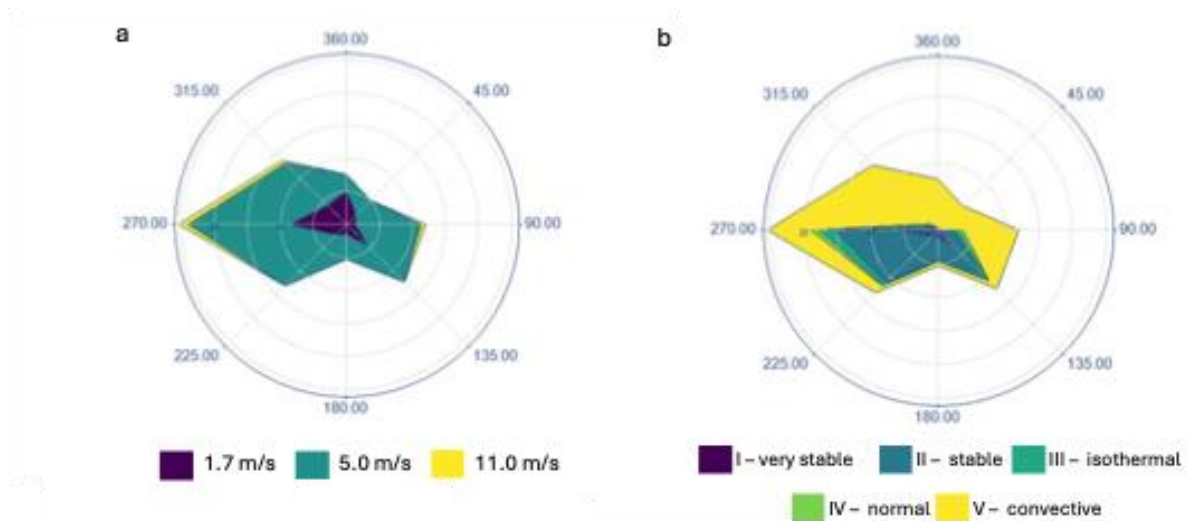 a
360.00
315.00 45.00
270.00 90.00
225.00 135.00
180.00
1.7 m/s 5.0 m/s 11.0 m/s
b
360.00
315.00 45.00
270.00 90.00
225.00 135.00
180.00
I – very stable II – stable III – isothermal
IV – normal V – convective